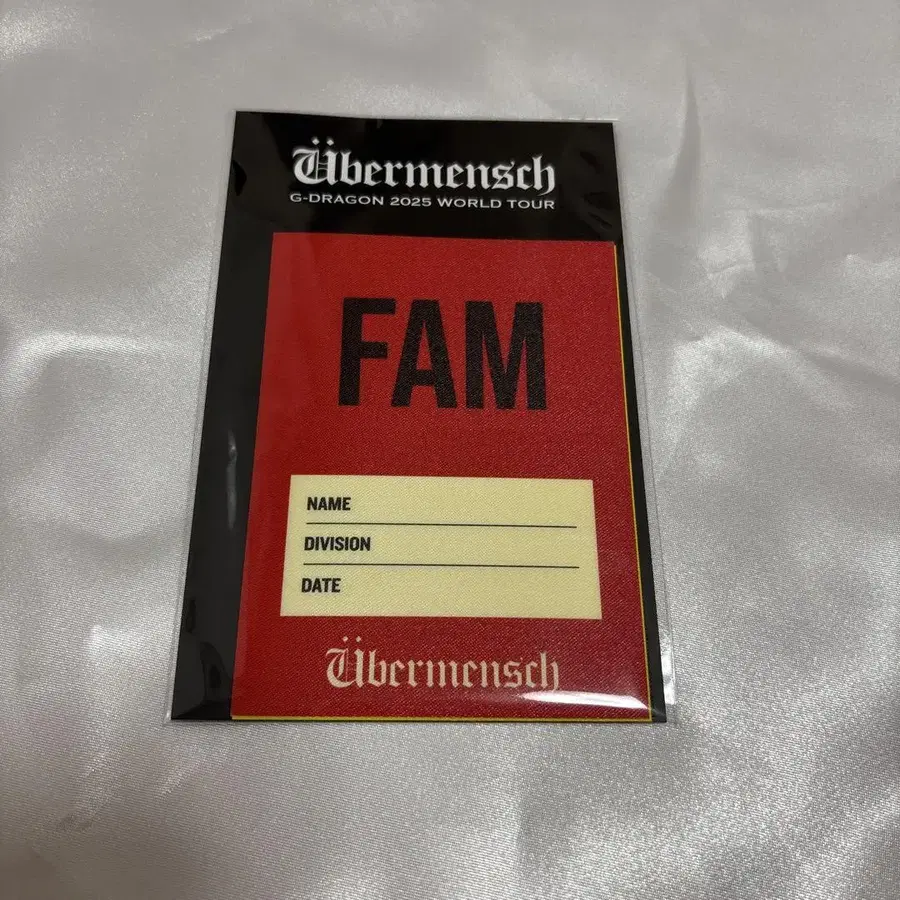 Übermensch
G-DRAGON 2025 WORLD TOUR
FAM
NAME
DIVISION
DATE
Übermensch